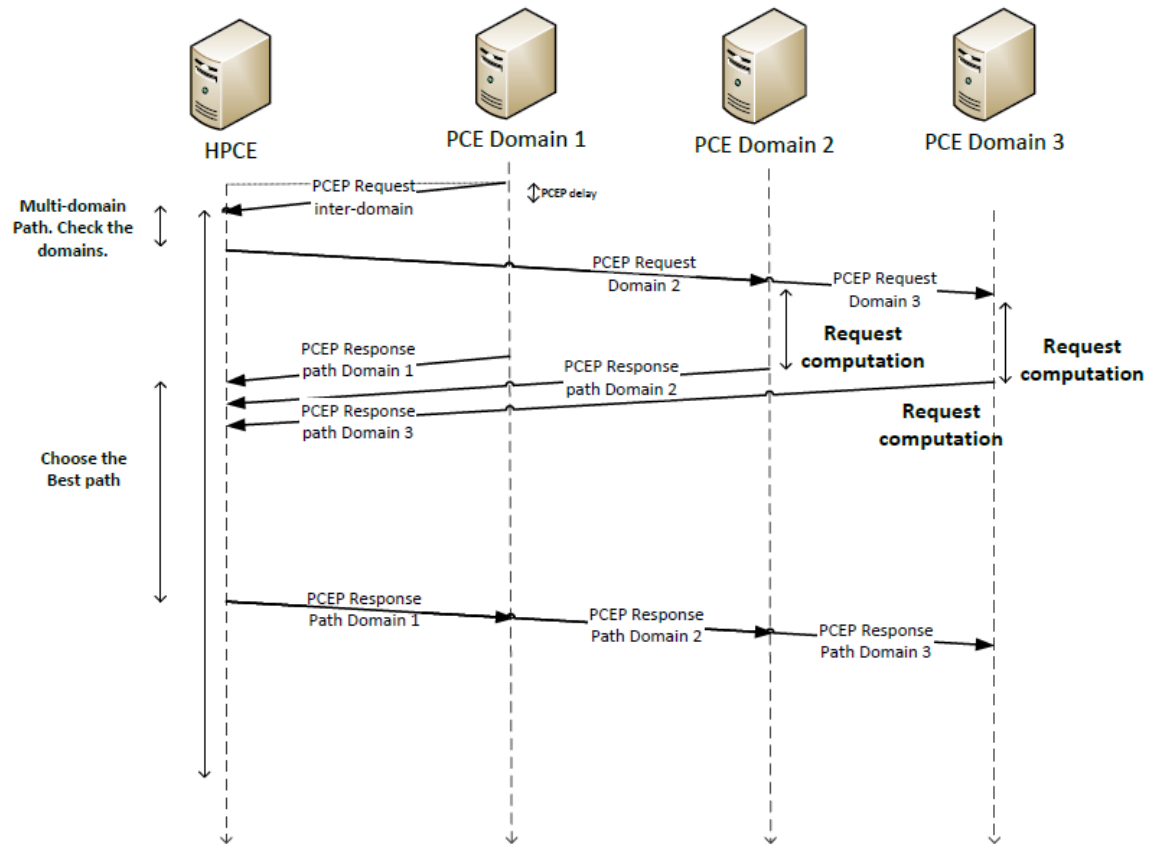 HPCE
PCE Domain 1
PCE Domain 2
PCE Domain 3
PCEP Request
inter-domain
PCEP delay
Multi-domain
Path. Check the
domains.
PCEP Request
Domain 2
PCEP Request
Domain 3
Request
computation
Request
computation
PCEP Response
path Domain 1
PCEP Response
path Domain 2
PCEP Response
path Domain 3
Request
computation
Choose the
Best path
PCEP Response
Path Domain 1
PCEP Response
Path Domain 2
PCEP Response
Path Domain 3